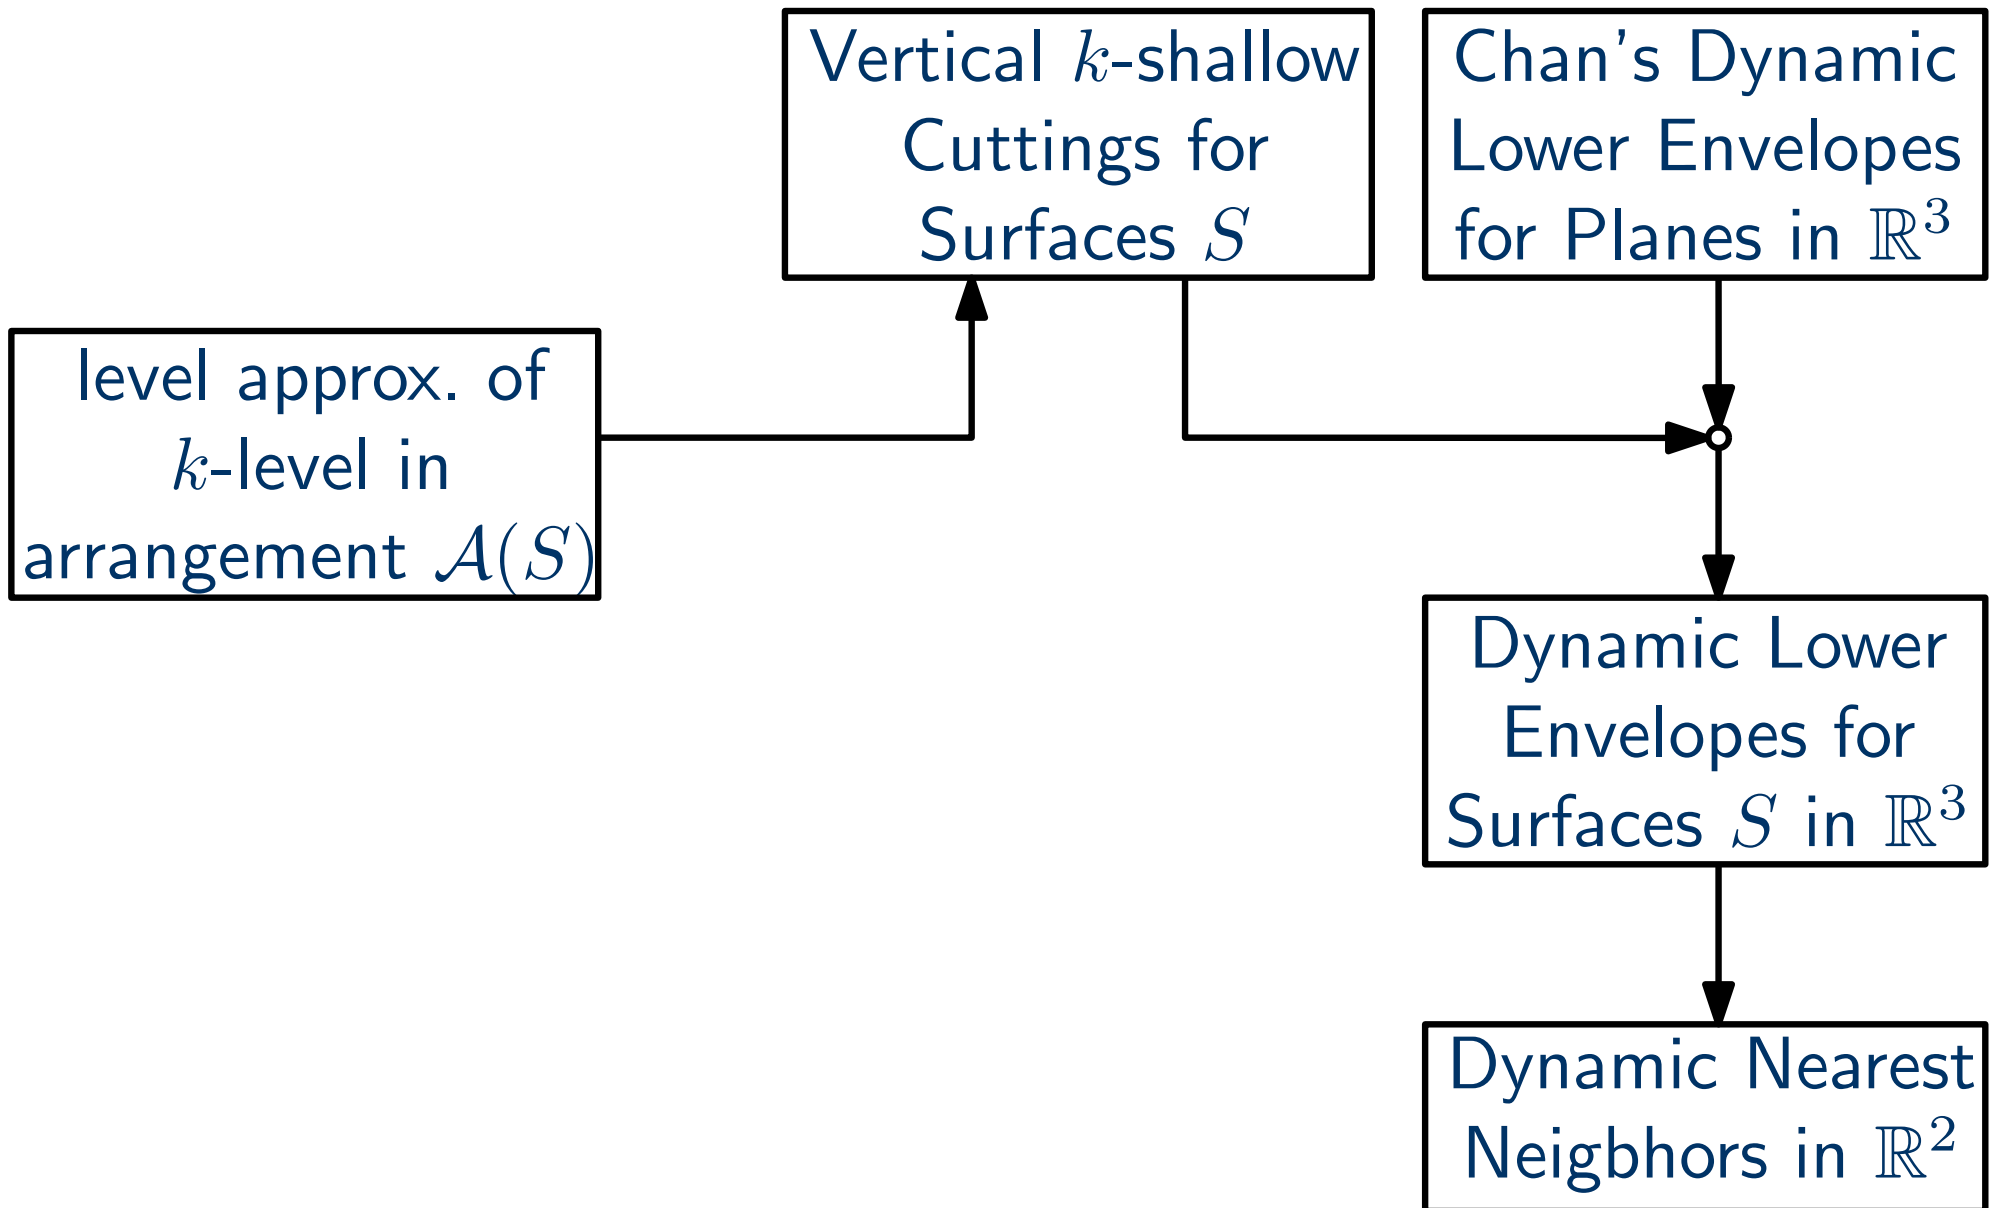 Vertical k-shallow
Cuttings for
Surfaces S
Chan's Dynamic
Lower Envelopes
for Planes in ℝ³
level approx. of
k-level in
arrangement 𝒜(S)
Dynamic Lower
Envelopes for
Surfaces S in ℝ³
Dynamic Nearest
Neigbhors in ℝ²